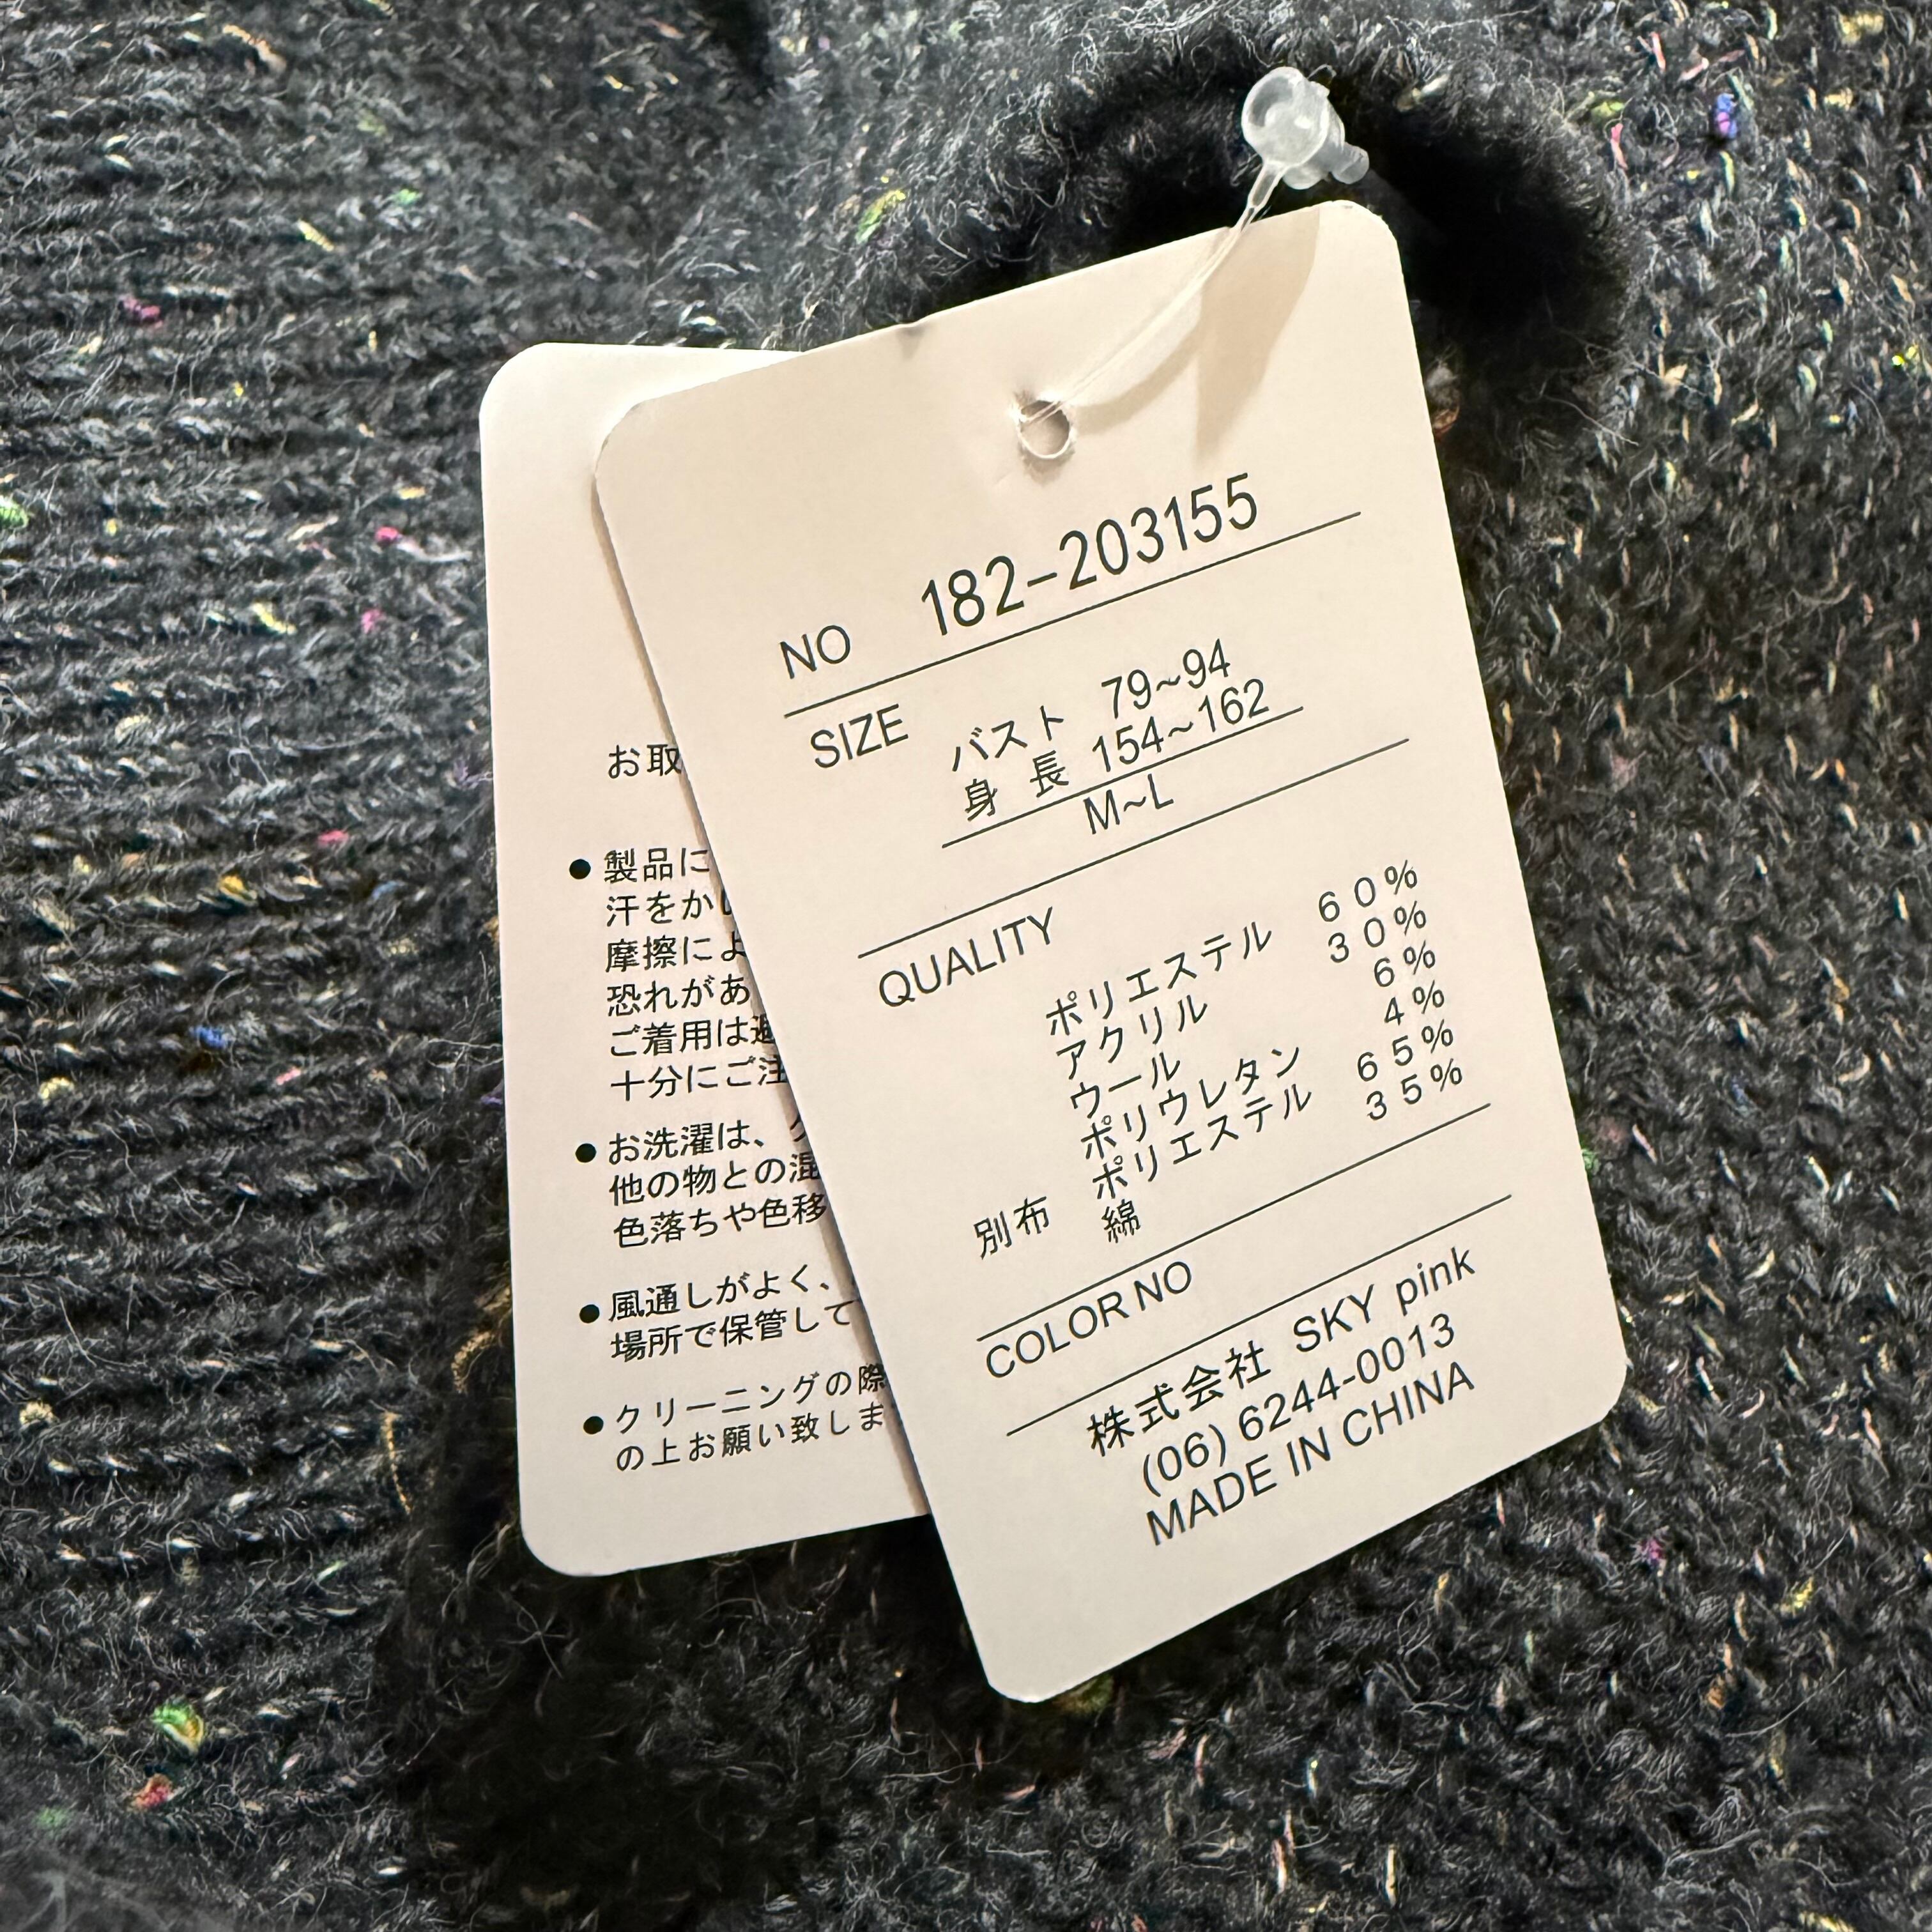 NO 182-203155
SIZE バスト 79~94
身長 154~162
M~L
QUALITY
ポリエステル 60%
アクリル 30%
ウール 6%
ポリウレタン 4%
別布 ポリエステル 65%
綿 35%
COLOR NO
株式会社 SKY pink
(06) 6244-0013
MADE IN CHINA
お取
●製品に
汗をかい
摩擦によ
恐れがあ
ご着用は過
十分にご注
●お洗濯は、ク
他の物との混
色落ちや色移
●風通しがよく、
場所で保管して
●クリーニングの際
の上お願い致しま